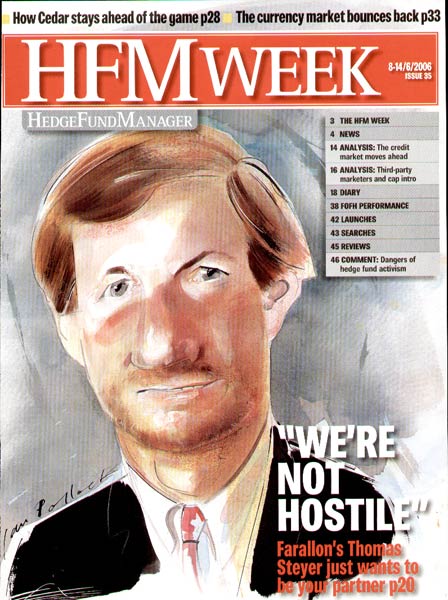 How Cedar stays ahead of the game p28 The currency market bounces back p33
HFMWEEK
8-14/6/2006
ISSUE 35
HEDGEFUNDMANAGER
3 THE HFM WEEK
4 NEWS
14 ANALYSIS: The credit
market moves ahead
16 ANALYSIS: Third-party
marketers and cap intro
18 DIARY
38 FOFH PERFORMANCE
42 LAUNCHES
43 SEARCHES
45 REVIEWS
46 COMMENT: Dangers of
hedge fund activism
Ian Pollock
"WE'RE
NOT
HOSTILE"
Farallon's Thomas
Steyer just wants to
be your partner p20